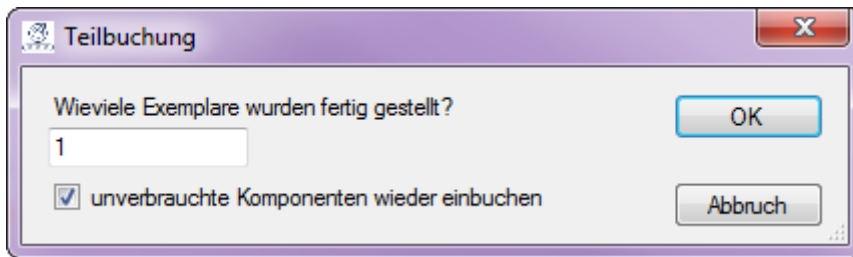 Teilbuchung
Wieviele Exemplare wurden fertig gestellt?
OK
1
unverbrauchte Komponenten wieder einbuchen
Abbruch